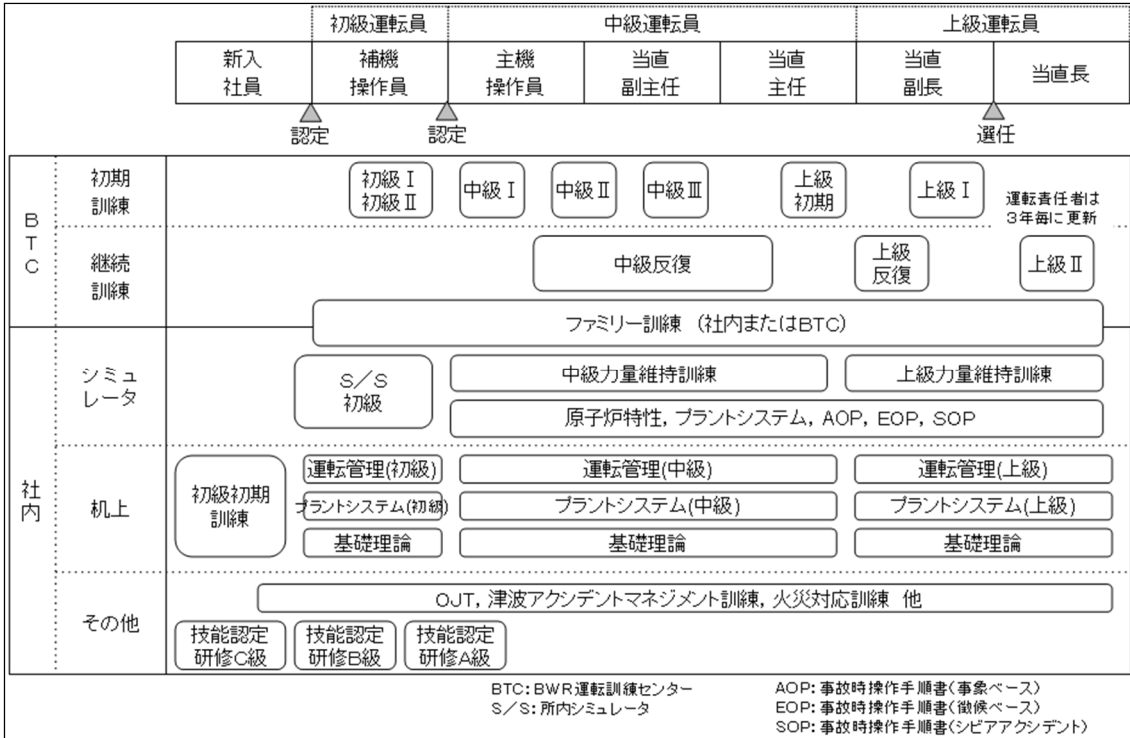 初級運転員 中級運転員 上級運転員
新入
社員
補機
操作員
主機
操作員
当直
副主任
当直
主任
当直
副長
当直長
認定 認定 選任
BTC
初期
訓練
初級Ⅰ
初級Ⅱ
中級Ⅰ
中級Ⅱ
中級Ⅲ
上級
初期
上級Ⅰ
運転責任者は
3年毎に更新
継続
訓練
中級反復
上級
反復
上級Ⅱ
ファミリー訓練 (社内またはBTC)
社内
シミュ
レータ
S/S
初級
中級力量維持訓練
上級力量維持訓練
原子炉特性, プラントシステム, AOP, EOP, SOP
机上
初級初期
訓練
運転管理(初級) 運転管理(中級) 運転管理(上級)
プラントシステム(初級) プラントシステム(中級) プラントシステム(上級)
基礎理論 基礎理論 基礎理論
その他
OJT, 津波アクシデントマネジメント訓練, 火災対応訓練 他
技能認定
研修C級
技能認定
研修B級
技能認定
研修A級
BTC:BWR運転訓練センター
S/S:所内シミュレータ
AOP:事故時操作手順書(事象ベース)
EOP:事故時操作手順書(徴候ベース)
SOP:事故時操作手順書(シビアアクシデント)